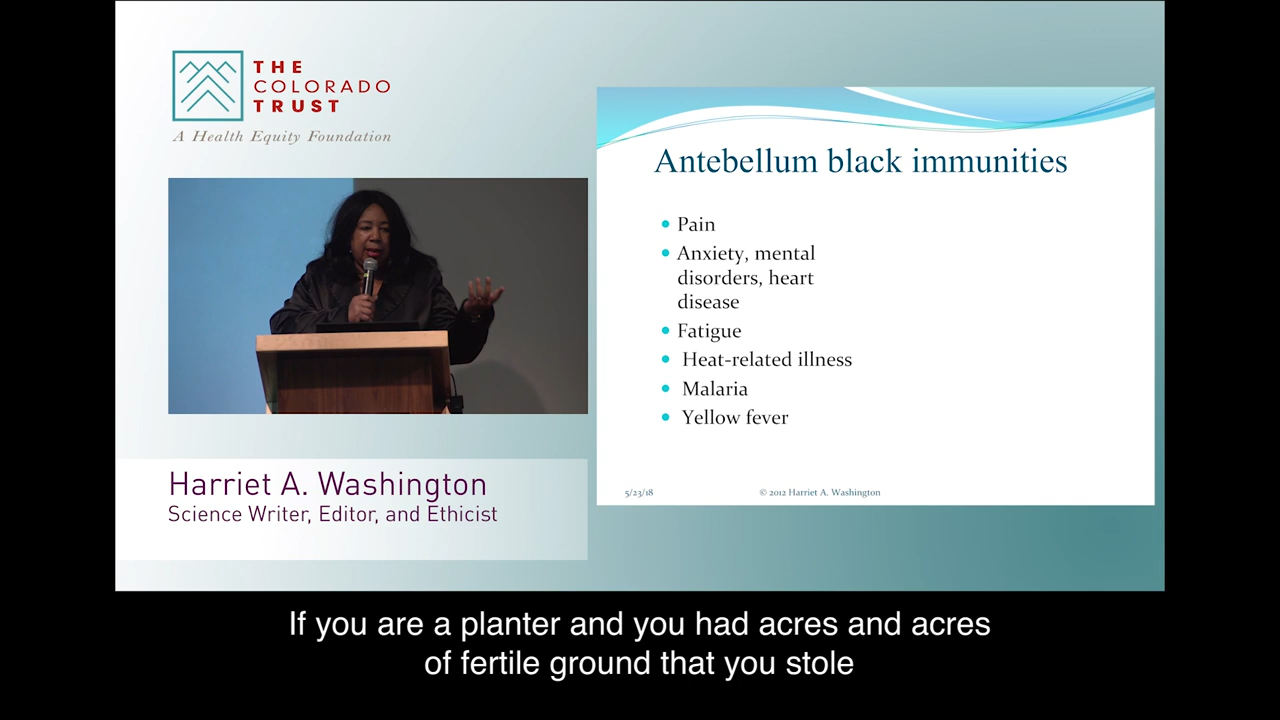 THE
COLORADO
TRUST
A Health Equity Foundation
Antebellum black immunities
Pain
Anxiety, mental
disorders, heart
disease
Fatigue
Heat-related illness
Malaria
Yellow fever
5/23/18
© 2012 Harriet A. Washington
Harriet A. Washington
Science Writer, Editor, and Ethicist
If you are a planter and you had acres and acres
of fertile ground that you stole